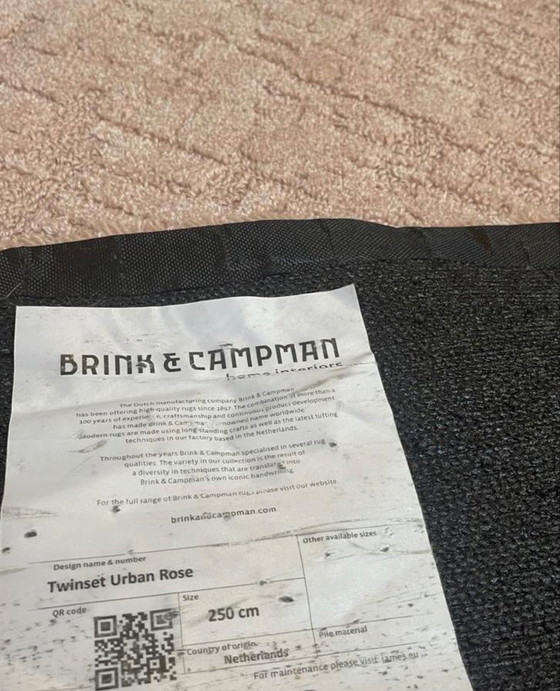 BRINK & CAMPMAN
home interiors
The Dutch manufacturing company Brink & Campman
has been offering high-quality rugs since 1897. The combination of more than a
100 years of experien e, craftsmanship and continuous product development
has made Brink & Cam nowned name worldwide
Modern rugs are made using long-standing crafts as well as the latest tufting
techniques in our factory based in the Netherlands.
Throughout the years Brink & Campman specialised in several rug
qualities. The variety in our collection is the result of
a diversity in techniques that are translated into
Brink & Campman's own iconic handwriting
For the full range of Brink & Campman rugs please visit our website
brinkandcampman.com
Design name & number
Twinset Urban Rose
Other available sizes
QR code
Size
250 cm
Country of origin
Netherlands
Pile material
For maintenance please visit: james.eu